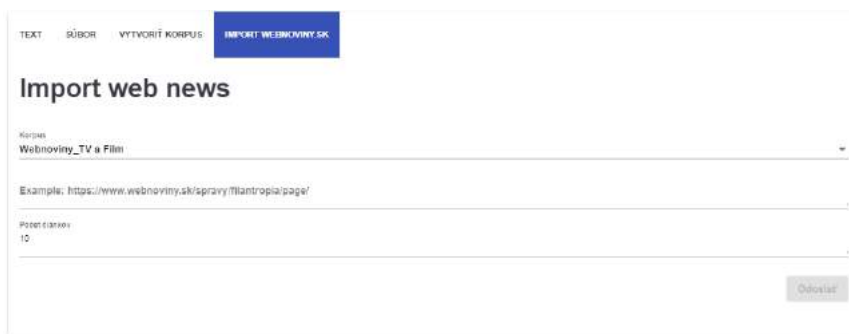 TEXT SÚBOR VYTVORIŤ KORPUS IMPORT WEBNOVINY.SK
Import web news
Korpus
Webnoviny_TV a Film
Example: https://www.webnoviny.sk/spravy/filantropia/page/
Počet článkov
10
Odoslať